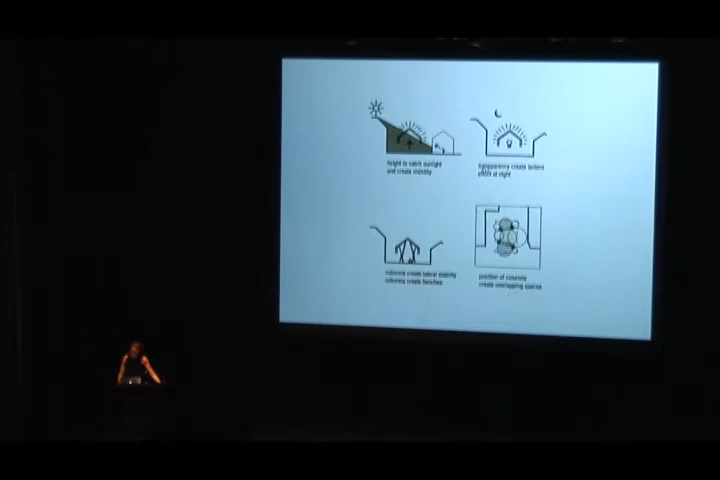 height to catch sunlight
and create visibility
transparency create lantern
effect at night
columns create lateral stability
columns create benches
position of columns
create overlapping spaces